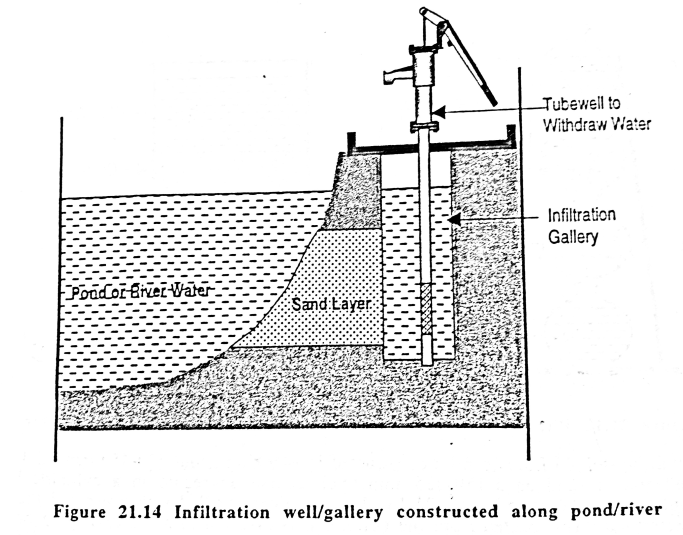 Tubewell to
Withdraw Water
Infiltration
Gallery
Pond or River Water
Sand Layer
Figure 21.14 Infiltration well/gallery constructed along pond/river